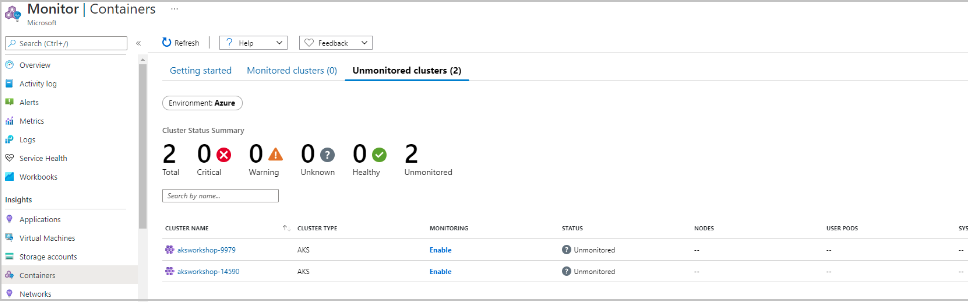 Monitor | Containers ...
Microsoft
Search (Ctrl+/)
«
Refresh
Help
Feedback
Overview
Activity log
Alerts
Metrics
Logs
Service Health
Workbooks
Insights
Applications
Virtual Machines
Storage accounts
Containers
Networks
Getting started
Monitored clusters (0)
Unmonitored clusters (2)
Environment: Azure
Cluster Status Summary
2 0 0 0 0 2
Total Critical Warning Unknown Healthy Unmonitored
Search by name...
CLUSTER NAME ↑↓ CLUSTER TYPE MONITORING STATUS NODES USER PODS SYS
aksworkshop-9979 AKS Enable Unmonitored -- -- --
aksworkshop-14590 AKS Enable Unmonitored -- -- --